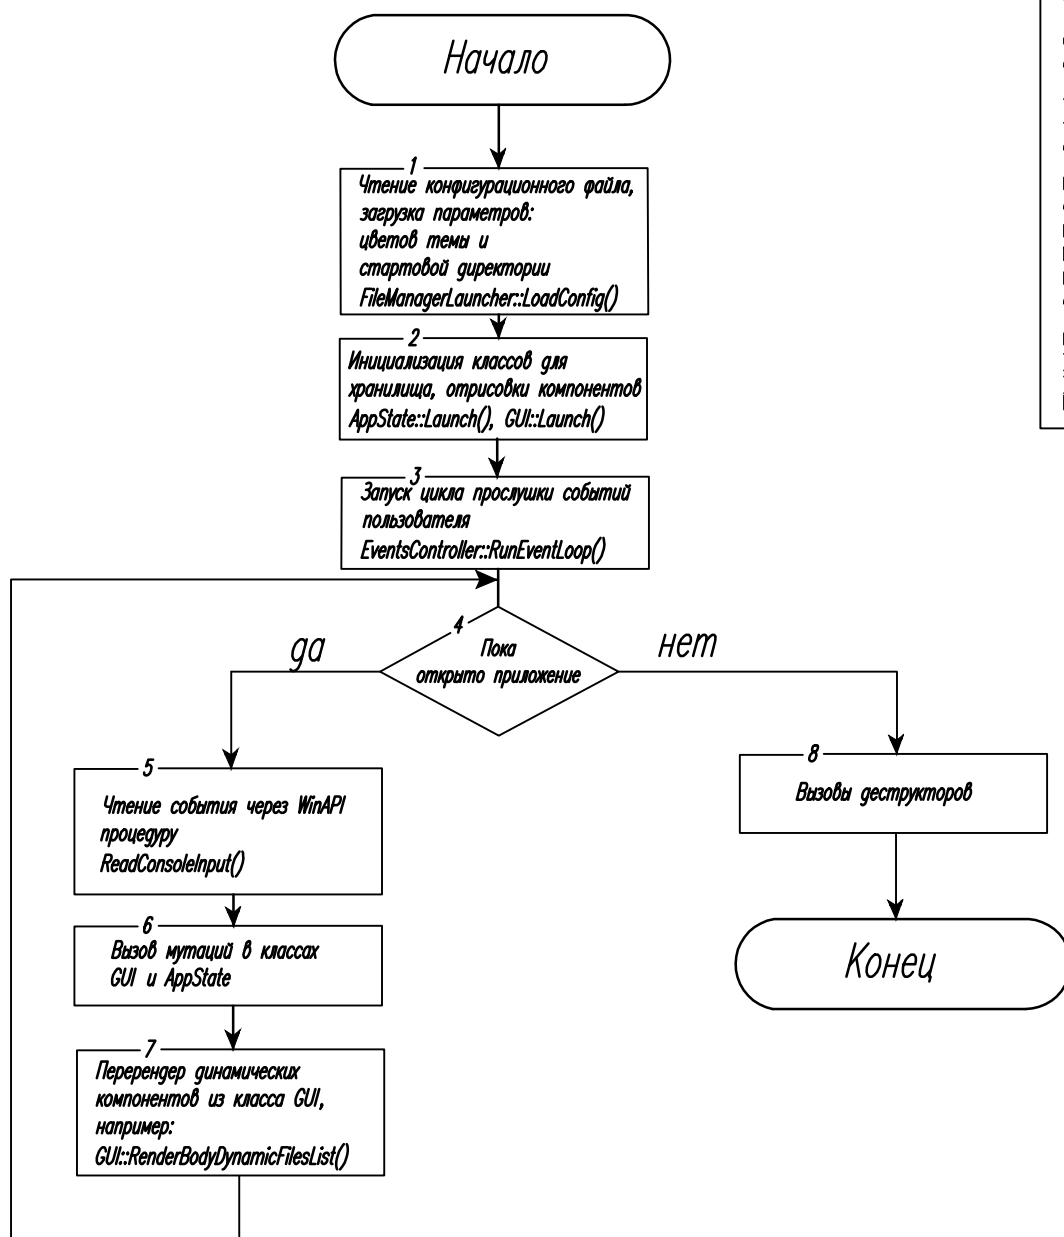 Начало
1
Чтение конфигурационного файла,
загрузка параметров:
цветов темы и
стартовой директории
FileManagerLauncher::LoadConfig()
2
Инициализация классов для
хранилища, отрисовки компонентов
AppState::Launch(), GUI::Launch()
3
Запуск цикла прослушки событий
пользователя
EventsController::RunEventLoop()
4
Пока
открыто приложение
да
нет
5
Чтение события через WinAPI
процедуру
ReadConsoleInput()
6
Вызов мутаций в классах
GUI и AppState
7
Перерендер динамических
компонентов из класса GUI,
например:
GUI::RenderBodyDynamicFilesList()
8
Вызовы деструкторов
Конец